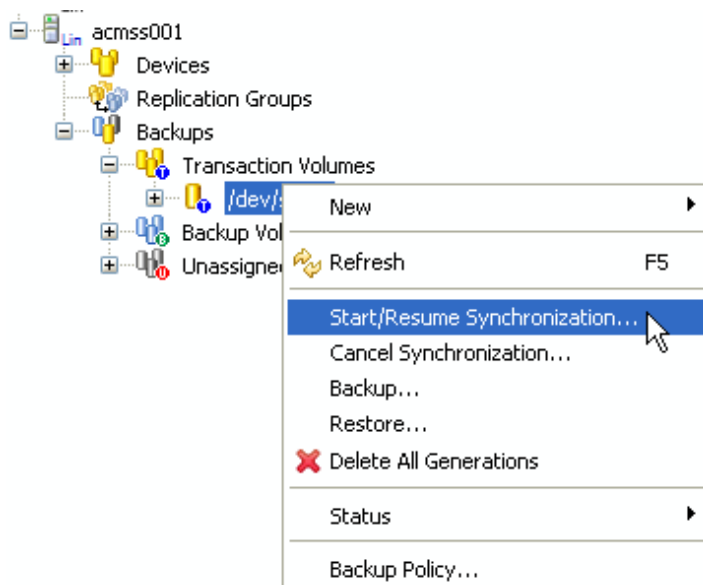 Lin acmss001
Devices
Replication Groups
Backups
Transaction Volumes
/dev/
Backup Vol
Unassigne
New
Refresh F5
Start/Resume Synchronization...
Cancel Synchronization...
Backup...
Restore...
Delete All Generations
Status
Backup Policy...